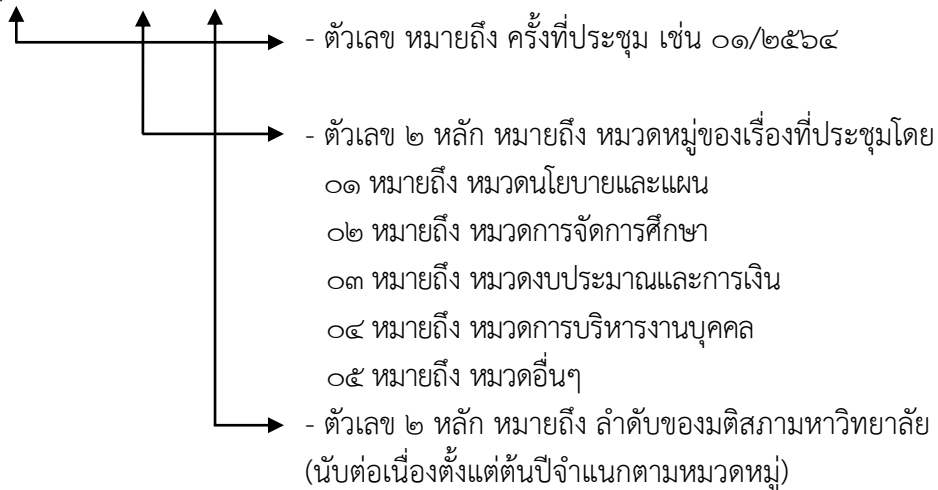 - ตัวเลข หมายถึง ครั้งที่ประชุม เช่น ๐๑/๒๕๖๔
- ตัวเลข ๒ หลัก หมายถึง หมวดหมู่ของเรื่องที่ประชุมโดย
๐๑ หมายถึง หมวดนโยบายและแผน
๐๒ หมายถึง หมวดการจัดการศึกษา
๐๓ หมายถึง หมวดงบประมาณและการเงิน
๐๔ หมายถึง หมวดการบริหารงานบุคคล
๐๕ หมายถึง หมวดอื่นๆ
- ตัวเลข ๒ หลัก หมายถึง ลำดับของมติสภามหาวิทยาลัย
(นับต่อเนื่องตั้งแต่ต้นปีจำแนกตามหมวดหมู่)